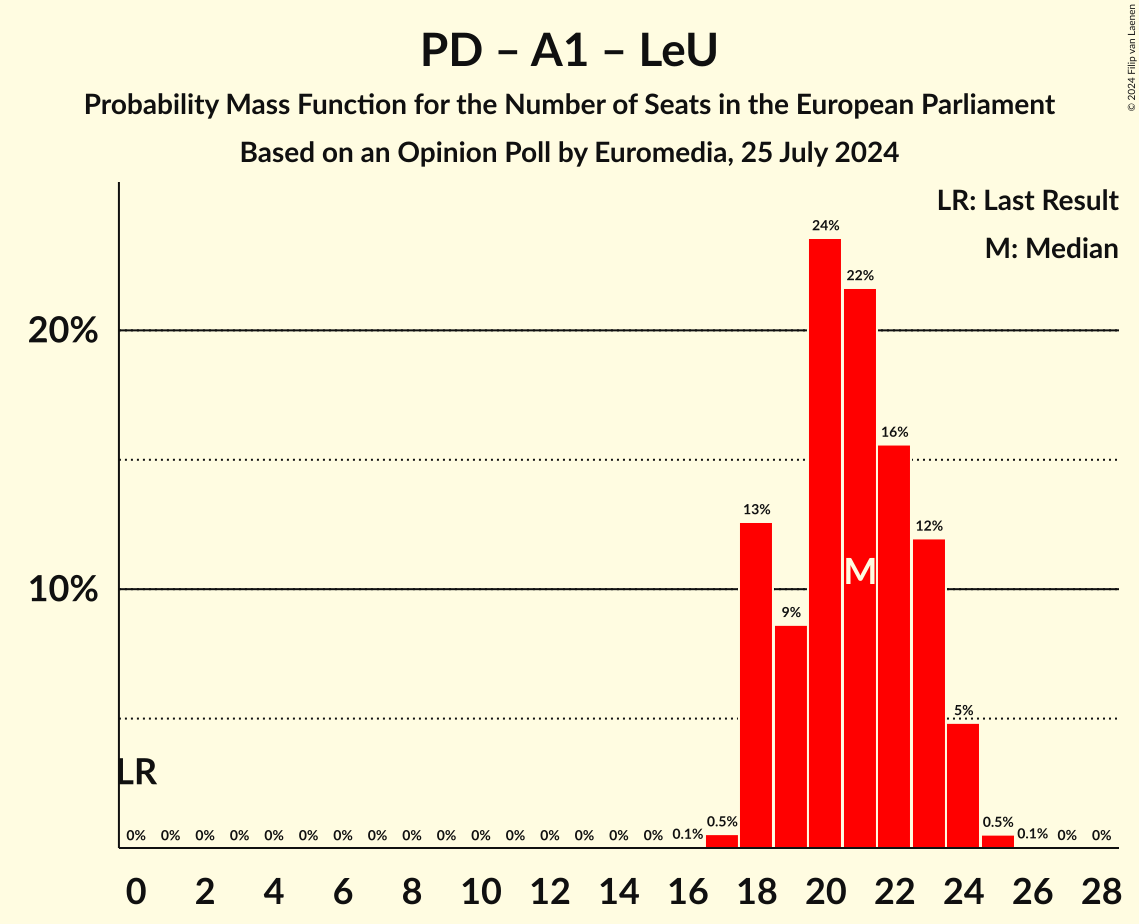 PD – A1 – LeU
Probability Mass Function for the Number of Seats in the European Parliament
Based on an Opinion Poll by Euromedia, 25 July 2024
© 2024 Filip van Laenen
LR: Last Result
M: Median
24%
22%
20%
16%
13%
12%
M
10%
9%
5%
LR
0% 0% 0% 0% 0% 0% 0% 0% 0% 0% 0% 0% 0% 0% 0% 0% 0.1% 0.5% 0.5% 0.1% 0% 0%
0 2 4 6 8 10 12 14 16 18 20 22 24 26 28